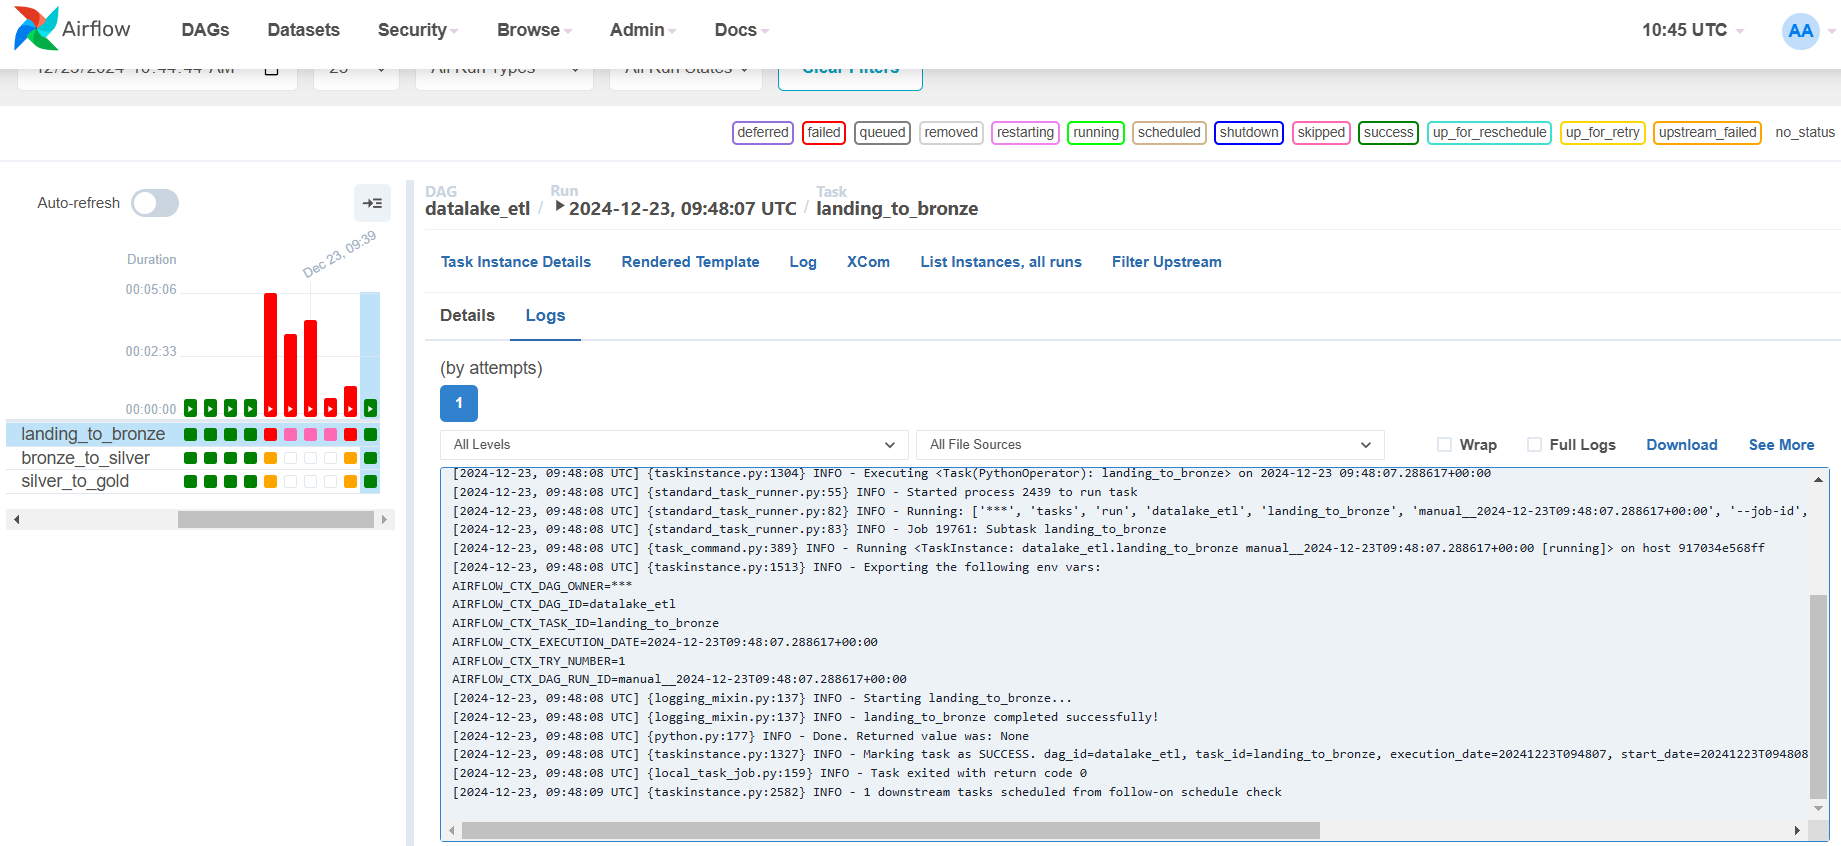 Airflow
DAGs
Datasets
Security
Browse
Admin
Docs
10:45 UTC
AA
12/23/2024 10:44:44 AM
25
All Run Types
All Run States
Clear Filters
deferred
failed
queued
removed
restarting
running
scheduled
shutdown
skipped
success
up_for_reschedule
up_for_retry
upstream_failed
no_status
Auto-refresh
Dec 23, 09:39
Duration
00:05:06
00:02:33
00:00:00
landing_to_bronze
bronze_to_silver
silver_to_gold
DAG
datalake_etl
/
Run
2024-12-23, 09:48:07 UTC
/
Task
landing_to_bronze
Task Instance Details
Rendered Template
Log
XCom
List Instances, all runs
Filter Upstream
Details
Logs
(by attempts)
1
All Levels
All File Sources
Wrap
Full Logs
Download
See More
[2024-12-23, 09:48:08 UTC] {taskinstance.py:1304} INFO - Executing <Task(PythonOperator): landing_to_bronze> on 2024-12-23 09:48:07.288617+00:00
[2024-12-23, 09:48:08 UTC] {standard_task_runner.py:55} INFO - Started process 2439 to run task
[2024-12-23, 09:48:08 UTC] {standard_task_runner.py:82} INFO - Running: ['***', 'tasks', 'run', 'datalake_etl', 'landing_to_bronze', 'manual__2024-12-23T09:48:07.288617+00:00', '--job-id',
[2024-12-23, 09:48:08 UTC] {standard_task_runner.py:83} INFO - Job 19761: Subtask landing_to_bronze
[2024-12-23, 09:48:08 UTC] {task_command.py:389} INFO - Running <TaskInstance: datalake_etl.landing_to_bronze manual__2024-12-23T09:48:07.288617+00:00 [running]> on host 917034e568ff
[2024-12-23, 09:48:08 UTC] {taskinstance.py:1513} INFO - Exporting the following env vars:
AIRFLOW_CTX_DAG_OWNER=***
AIRFLOW_CTX_DAG_ID=datalake_etl
AIRFLOW_CTX_TASK_ID=landing_to_bronze
AIRFLOW_CTX_EXECUTION_DATE=2024-12-23T09:48:07.288617+00:00
AIRFLOW_CTX_TRY_NUMBER=1
AIRFLOW_CTX_DAG_RUN_ID=manual__2024-12-23T09:48:07.288617+00:00
[2024-12-23, 09:48:08 UTC] {logging_mixin.py:137} INFO - Starting landing_to_bronze...
[2024-12-23, 09:48:08 UTC] {logging_mixin.py:137} INFO - landing_to_bronze completed successfully!
[2024-12-23, 09:48:08 UTC] {python.py:177} INFO - Done. Returned value was: None
[2024-12-23, 09:48:08 UTC] {taskinstance.py:1327} INFO - Marking task as SUCCESS. dag_id=datalake_etl, task_id=landing_to_bronze, execution_date=20241223T094807, start_date=20241223T094808
[2024-12-23, 09:48:08 UTC] {local_task_job.py:159} INFO - Task exited with return code 0
[2024-12-23, 09:48:09 UTC] {taskinstance.py:2582} INFO - 1 downstream tasks scheduled from follow-on schedule check